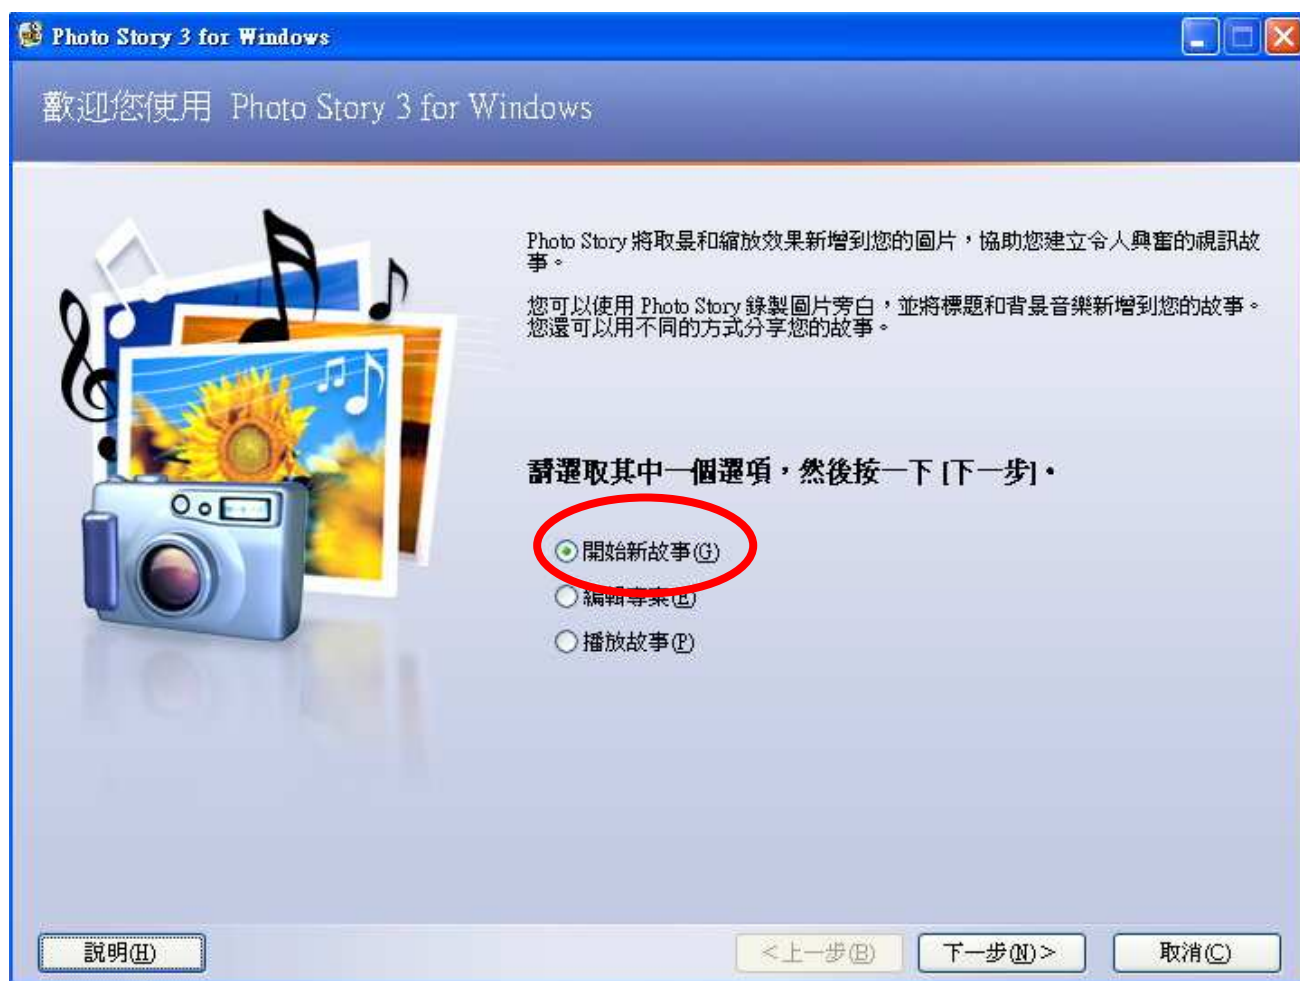 Photo Story 3 for Windows
歡迎您使用 Photo Story 3 for Windows
Photo Story 將取景和縮放效果新增到您的圖片，協助您建立令人興奮的視訊故
事。
您可以使用 Photo Story 錄製圖片旁白，並將標題和背景音樂新增到您的故事。
您還可以用不同的方式分享您的故事。
請選取其中一個選項，然後按一下 [下一步]。
開始新故事(G)
編輯專案(E)
播放故事(P)
說明(H)
<上一步(B)
下一步(N)>
取消(C)